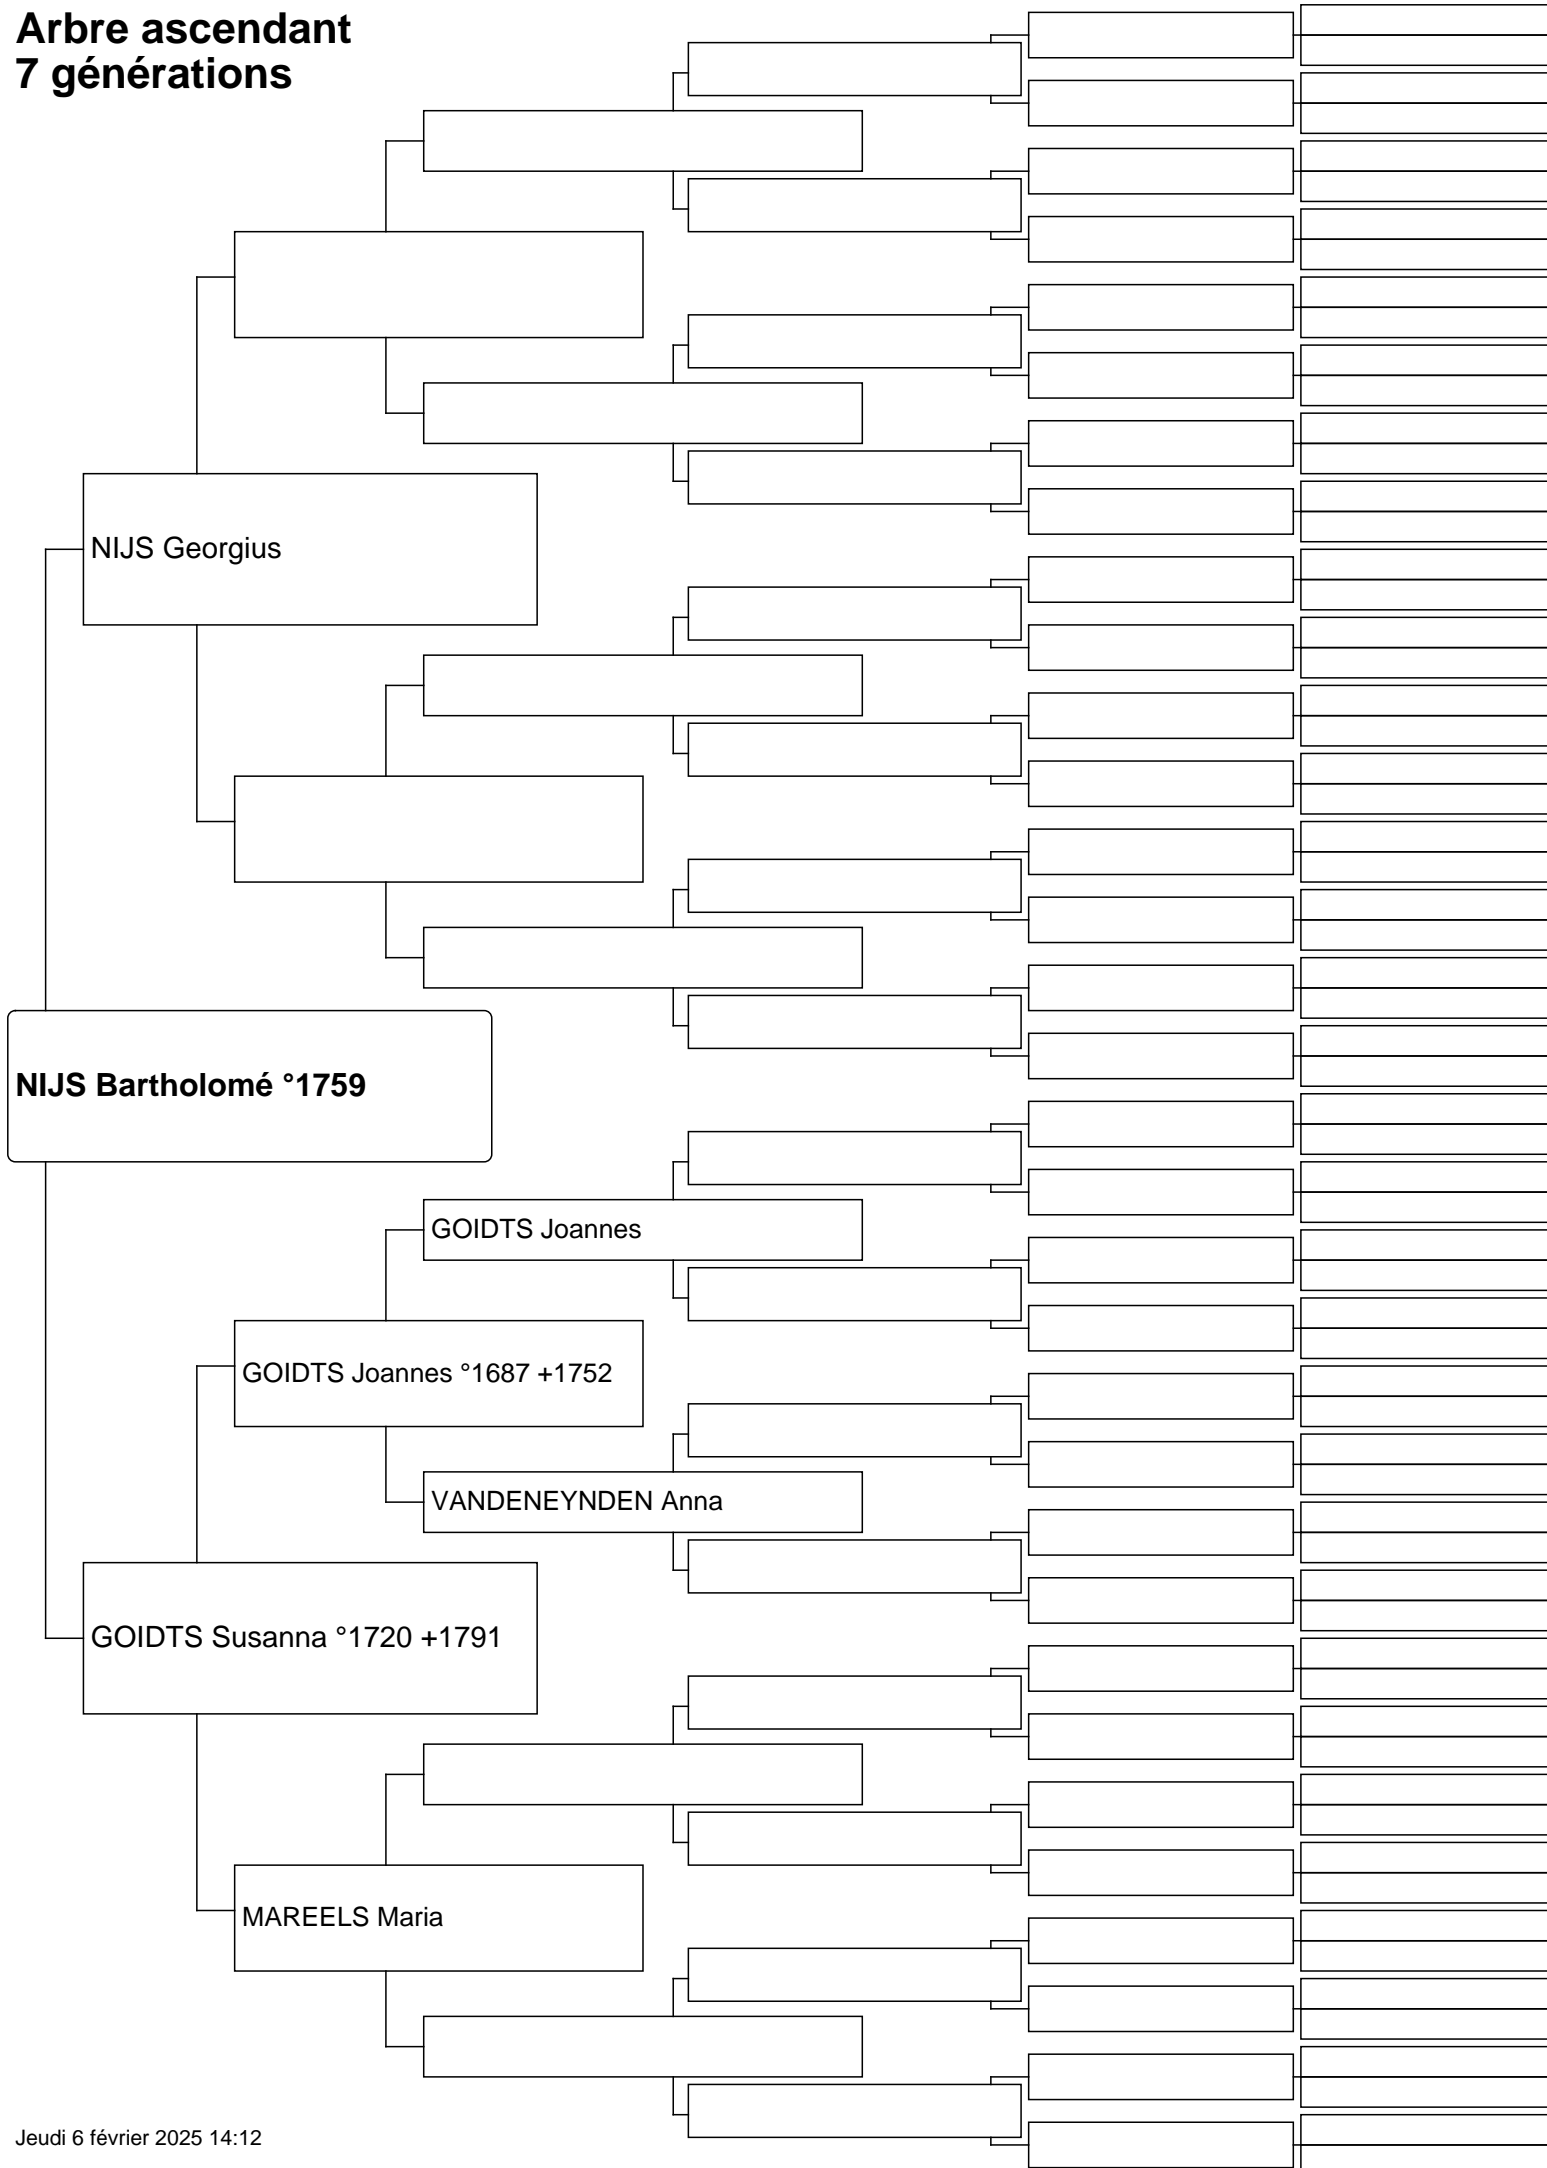 Arbre ascendant
7 générations
NIJS Georgius
NIJS Bartholomé °1759
GOIDTS Joannes
GOIDTS Joannes °1687 +1752
VANDENEYNDEN Anna
GOIDTS Susanna °1720 +1791
MAREELS Maria
Jeudi 6 février 2025 14:12